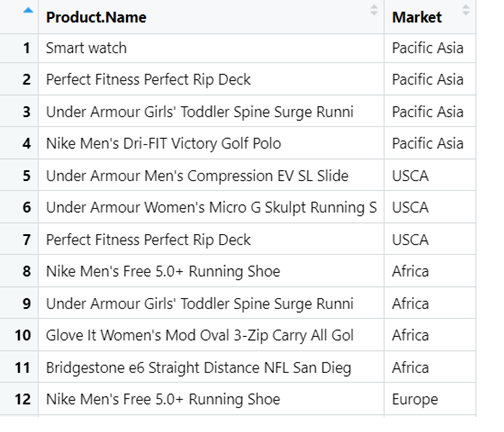 Product.Name Market
1 Smart watch Pacific Asia
2 Perfect Fitness Perfect Rip Deck Pacific Asia
3 Under Armour Girls' Toddler Spine Surge Runni Pacific Asia
4 Nike Men's Dri-FIT Victory Golf Polo Pacific Asia
5 Under Armour Men's Compression EV SL Slide USCA
6 Under Armour Women's Micro G Skulpt Running S USCA
7 Perfect Fitness Perfect Rip Deck USCA
8 Nike Men's Free 5.0+ Running Shoe Africa
9 Under Armour Girls' Toddler Spine Surge Runni Africa
10 Glove It Women's Mod Oval 3-Zip Carry All Gol Africa
11 Bridgestone e6 Straight Distance NFL San Dieg Africa
12 Nike Men's Free 5.0+ Running Shoe Europe